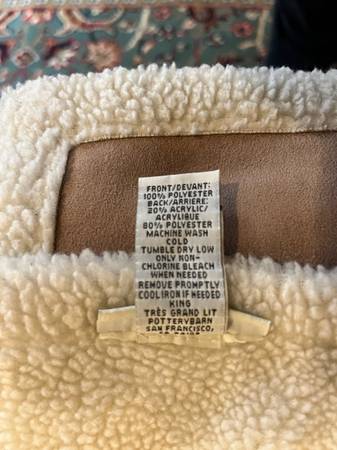 FRONT/DEVANT:
100% POLYESTER
BACK/ARRIÈRE:
20% ACRYLIC/
ACRYLIQUE
80% POLYESTER
MACHINE WASH
COLD
TUMBLE DRY LOW
ONLY NON-
CHLORINE BLEACH
WHEN NEEDED
REMOVE PROMPTLY
COOL IRON IF NEEDED
KING
TRÈS GRAND LIT
POTTERYBARN
SAN FRANCISCO,